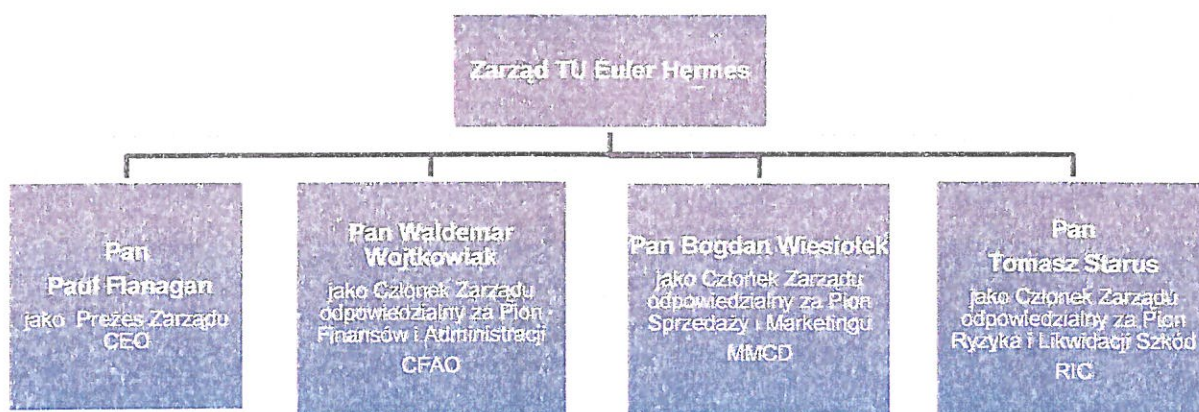 Zarząd TU Euler Hermes
Pan
Paul Flanagan
jako Prezes Zarządu
CEO
Pan Waldemar
Wojtkowiak
jako Członek Zarządu
odpowiedzialny za Pion
Finansów i Administracji
CFAO
Pan Bogdan Więsiołek
jako Członek Zarządu
odpowiedzialny za Pion
Sprzedaży i Marketingu
MMCD
Pan
Tomasz Starus
jako Członek Zarządu
odpowiedzialny za Pion
Ryzyka i Likwidacji Szkód
RIC